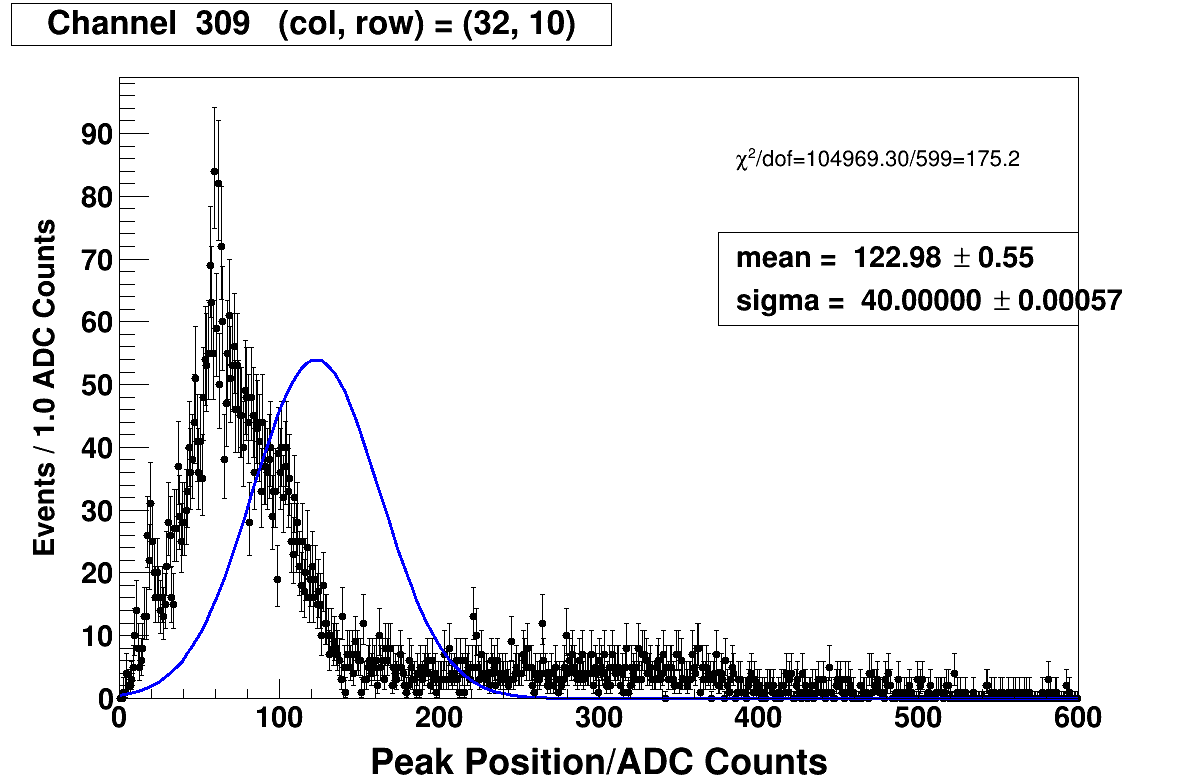 Channel  309   (col, row) = (32, 10)
χ²/dof=104969.30/599=175.2
mean =  122.98 ± 0.55
sigma =  40.00000 ± 0.00057
Events / 1.0 ADC Counts
90
80
70
60
50
40
30
20
10
0
0 100 200 300 400 500 600
Peak Position/ADC Counts